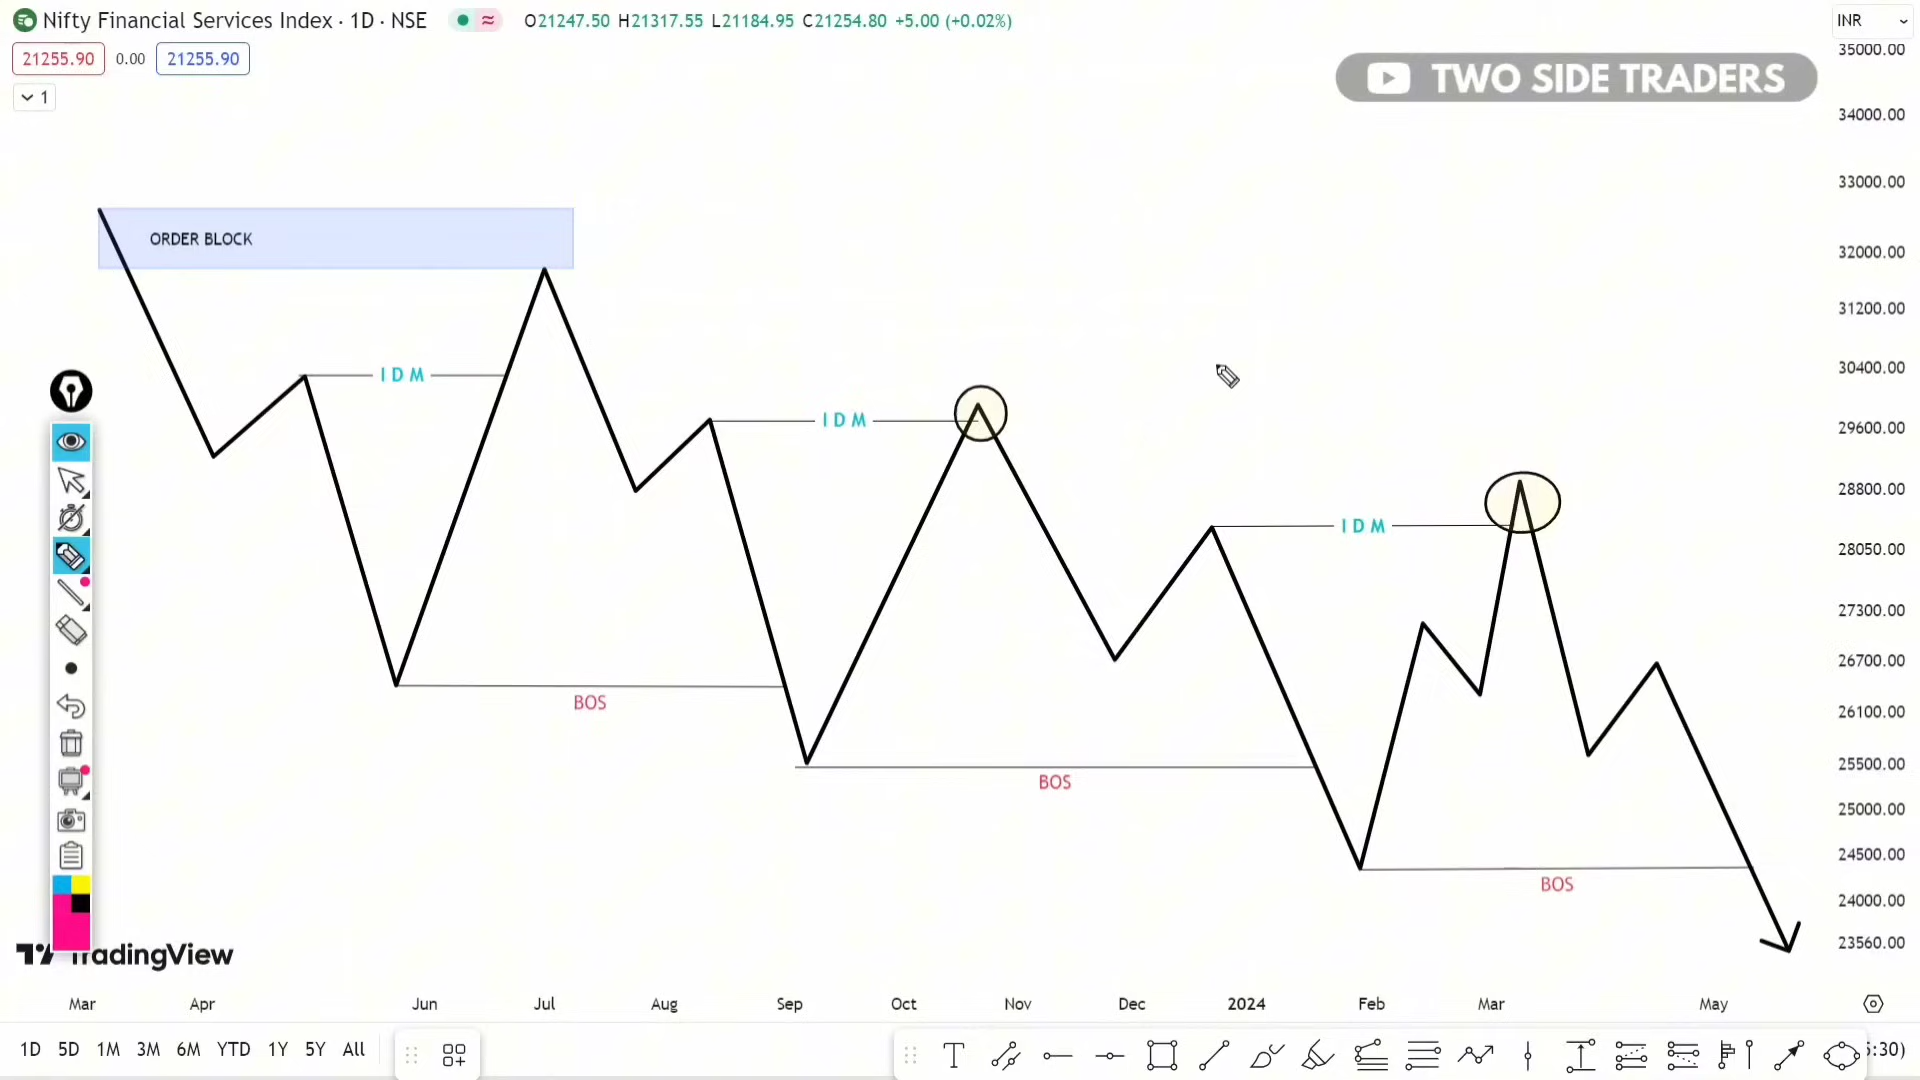 Nifty Financial Services Index · 1D · NSE
O21247.50 H21317.55 L21184.95 C21254.80 +5.00 (+0.02%)
INR
21255.90 0.00 21255.90
1
TWO SIDE TRADERS
35000.00
34000.00
33000.00
32000.00
31200.00
30400.00
29600.00
28800.00
28050.00
27300.00
26700.00
26100.00
25500.00
25000.00
24500.00
24000.00
23560.00
ORDER BLOCK
IDM
IDM
IDM
BOS
BOS
BOS
TradingView
Mar Apr Jun Jul Aug Sep Oct Nov Dec 2024 Feb Mar May
1D 5D 1M 3M 6M YTD 1Y 5Y All
:30)